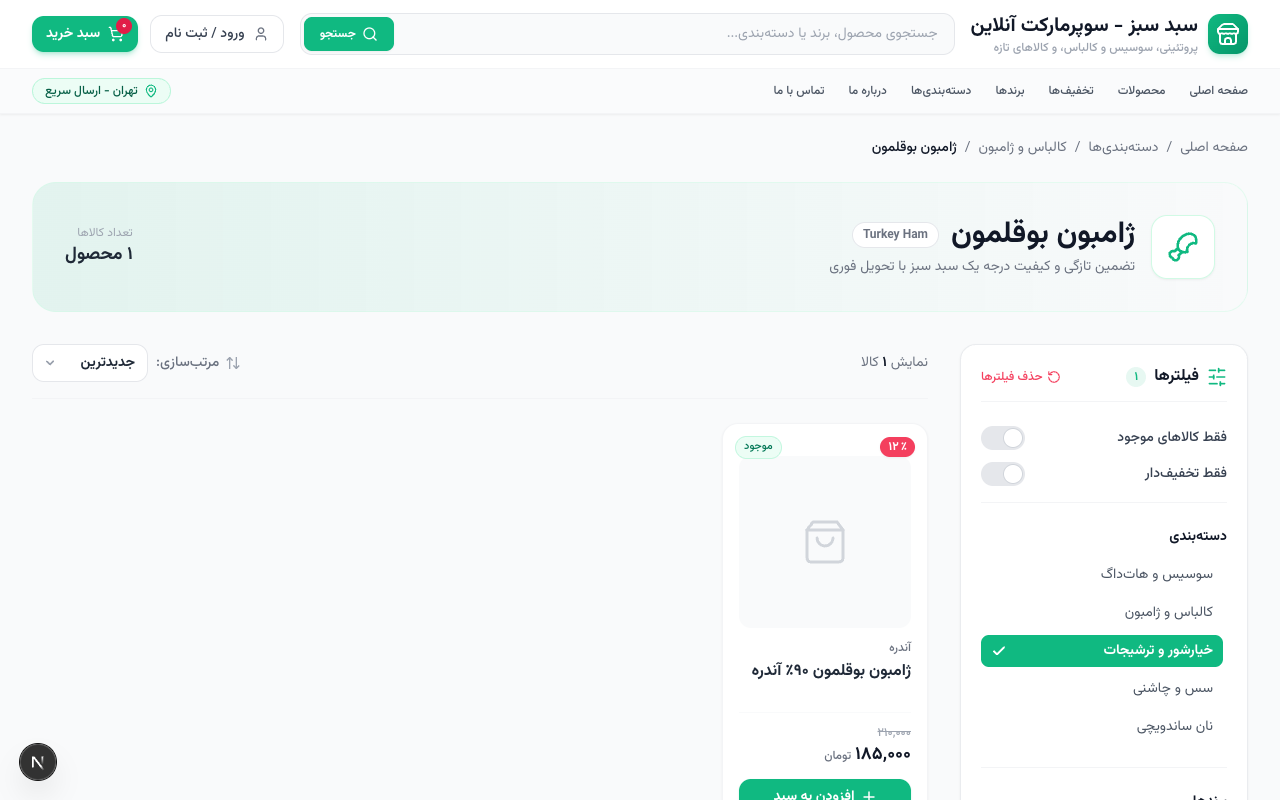 سبد سبز - سوپرمارکت آنلاین
پروتئینی، سوسیس و کالباس، و کالاهای تازه
جستجوی محصول، برند یا دسته‌بندی...
جستجو
ورود / ثبت نام
سبد خرید
۰
صفحه اصلی
محصولات
تخفیف‌ها
برندها
دسته‌بندی‌ها
درباره ما
تماس با ما
تهران - ارسال سریع
صفحه اصلی / دسته‌بندی‌ها / کالباس و ژامبون / ژامبون بوقلمون
ژامبون بوقلمون
Turkey Ham
تضمین تازگی و کیفیت درجه یک سبد سبز با تحویل فوری
تعداد کالاها
۱ محصول
فیلترها
۱
حذف فیلترها
فقط کالاهای موجود
فقط تخفیف‌دار
دسته‌بندی
سوسیس و هات‌داگ
کالباس و ژامبون
خیارشور و ترشیجات
سس و چاشنی
نان ساندویچی
برندها
نمایش ۱ کالا
مرتب‌سازی:
جدیدترین
۱۲ ٪
موجود
آندره
ژامبون بوقلمون ۹۰٪ آندره
۲۱۰,۰۰۰
۱۸۵,۰۰۰ تومان
افزودن به سبد
N